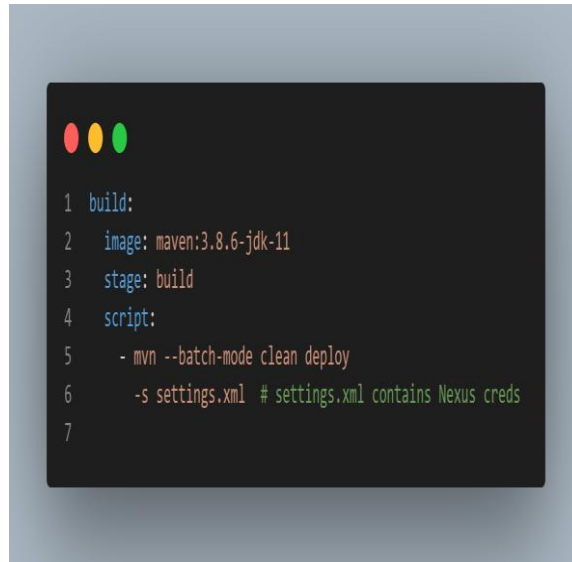 1 build:
2 image: maven:3.8.6-jdk-11
3 stage: build
4 script:
5 - mvn --batch-mode clean deploy
6 -s settings.xml # settings.xml contains Nexus creds
7